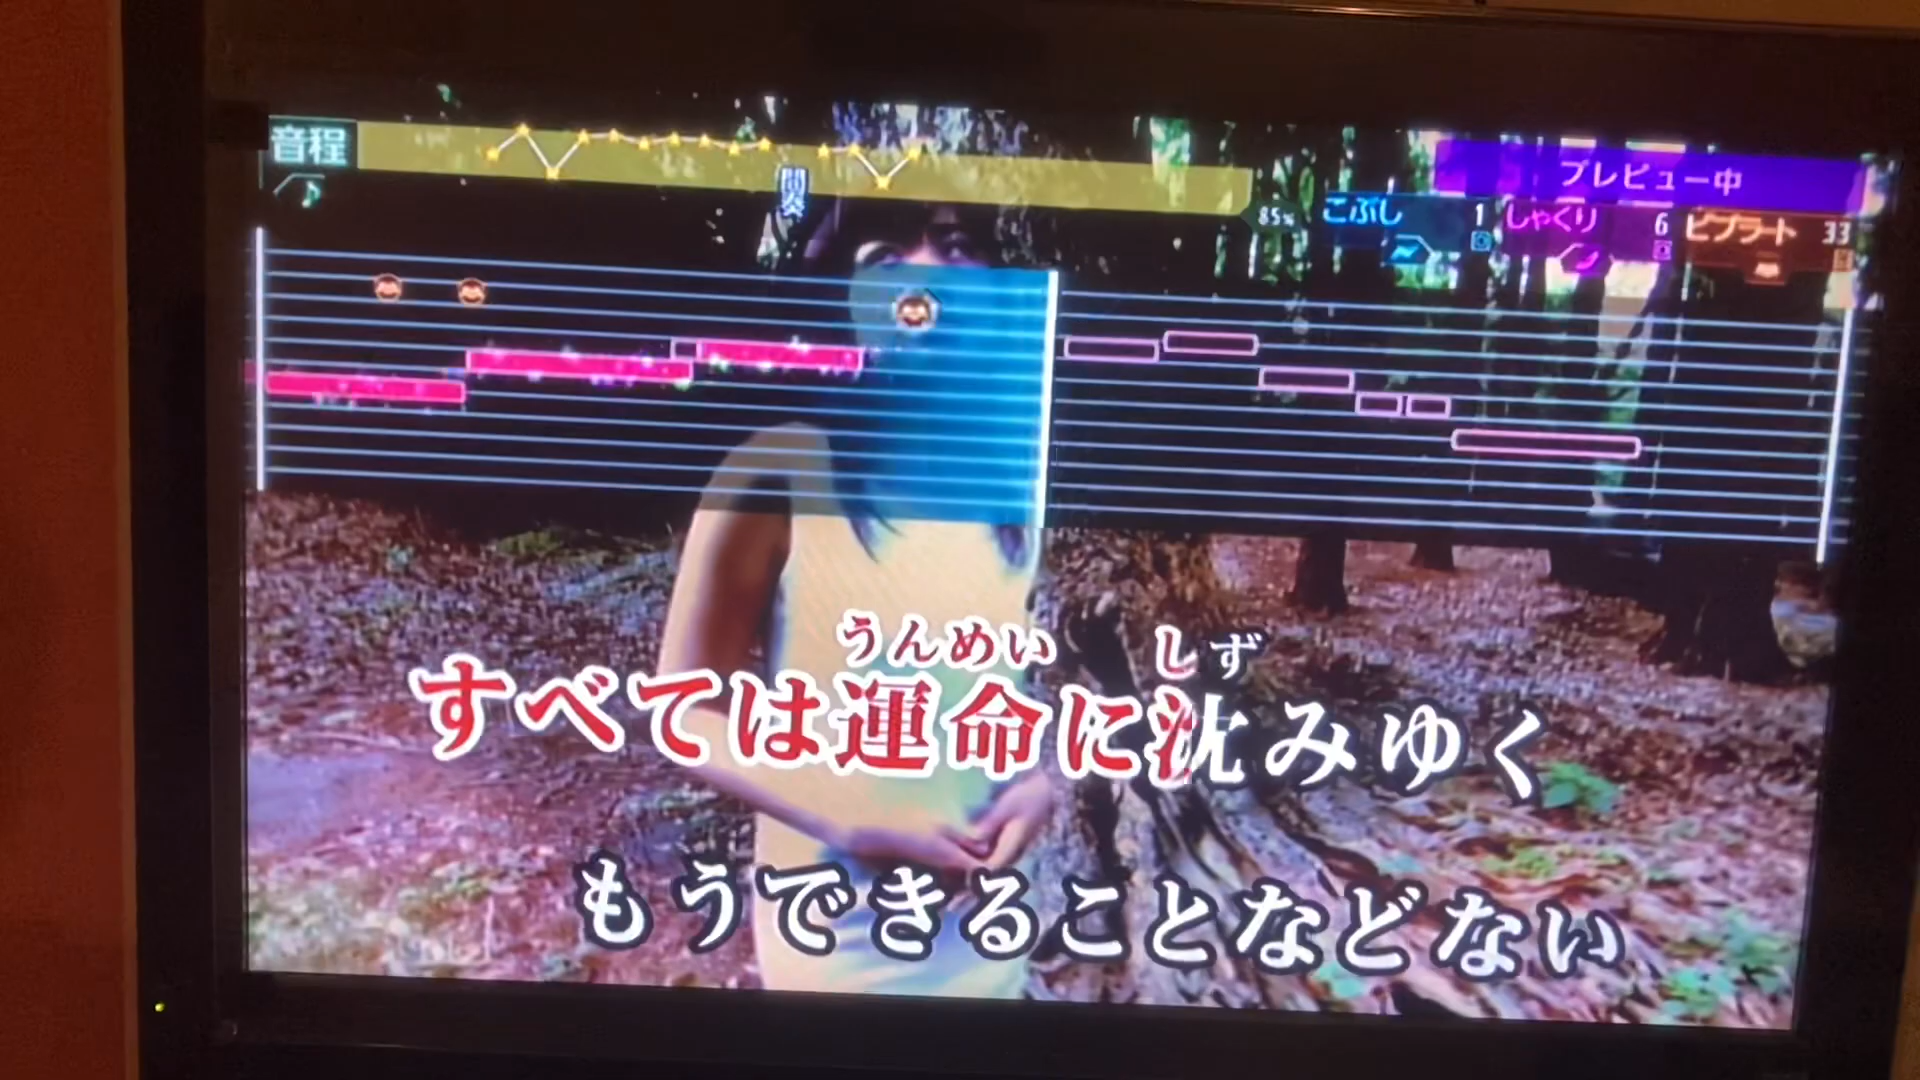 音程
間奏
プレビュー中
85%
こぶし 1
しゃくり 6
ビブラート 33
うんめい しず
すべては運命に沈みゆく
もうできることなどない